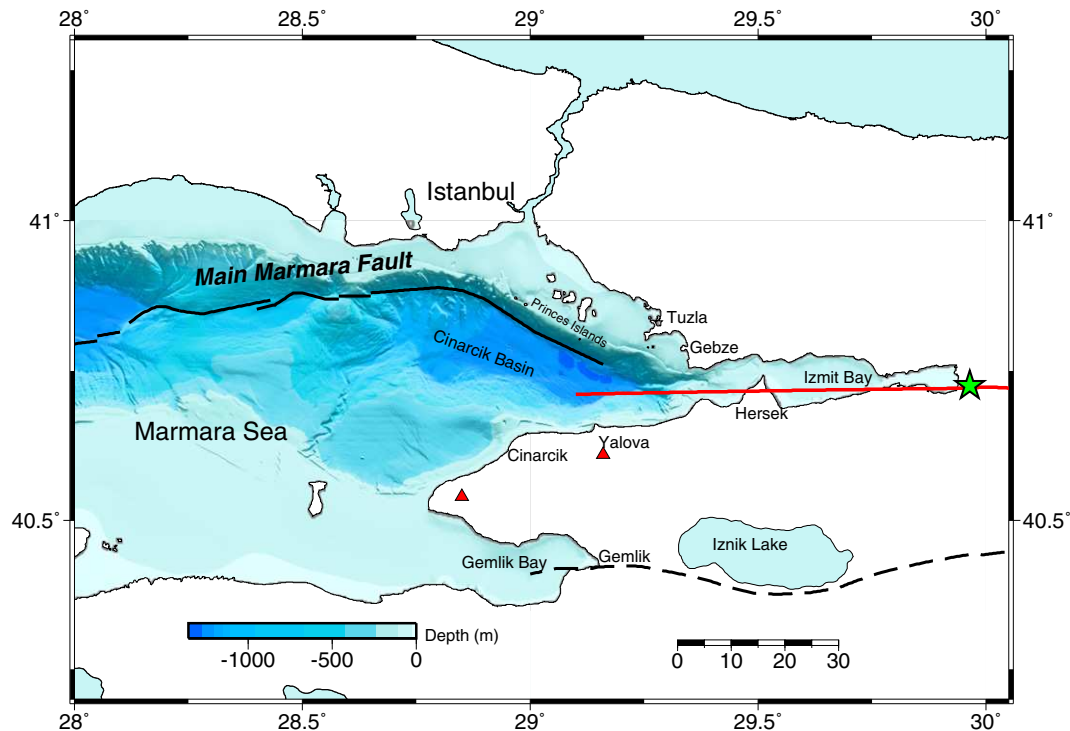 28˚ 28.5˚ 29˚ 29.5˚ 30˚
Istanbul
41˚ 41˚
Main Marmara Fault
Princes Islands
Tuzla
Cinarcik Basin
Gebze
Izmit Bay
Hersek
Marmara Sea
Yalova
Cinarcik
40.5˚ 40.5˚
Iznik Lake
Gemlik Bay
Gemlik
Depth (m)
-1000 -500 0
0 10 20 30
28˚ 28.5˚ 29˚ 29.5˚ 30˚